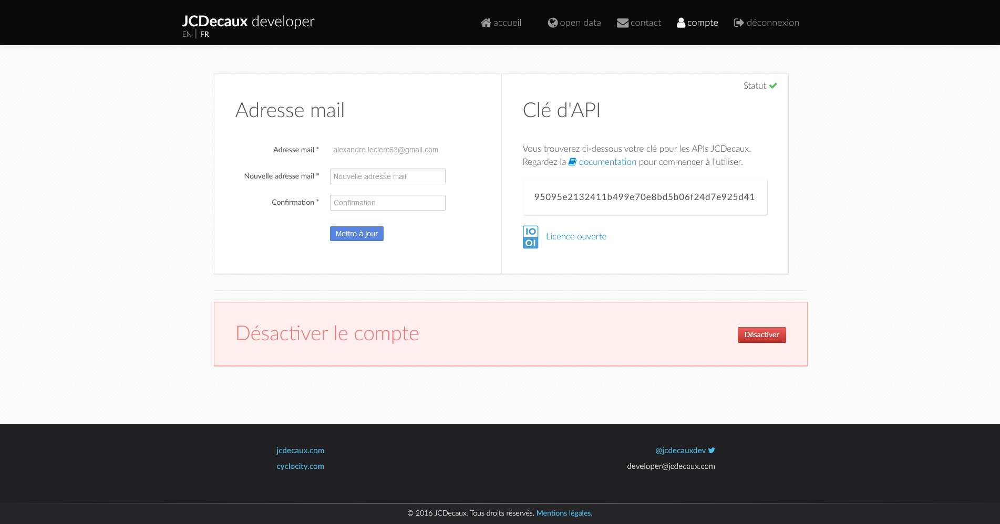 JCDecaux developer
EN | FR
accueil
open data
contact
compte
déconnexion
Adresse mail
Adresse mail *
alexandre.leclerc63@gmail.com
Nouvelle adresse mail *
Nouvelle adresse mail
Confirmation *
Confirmation
Mettre à jour
Statut
Clé d'API
Vous trouverez ci-dessous votre clé pour les APIs JCDecaux.
Regardez la documentation pour commencer à l'utiliser.
95095e2132411b499e70e8bd5b06f24d7e925d41
IO
OI
Licence ouverte
Désactiver le compte
Désactiver
jcdecaux.com
cyclocity.com
@jcdecauxdev
developer@jcdecaux.com
© 2016 JCDecaux. Tous droits réservés. Mentions légales.